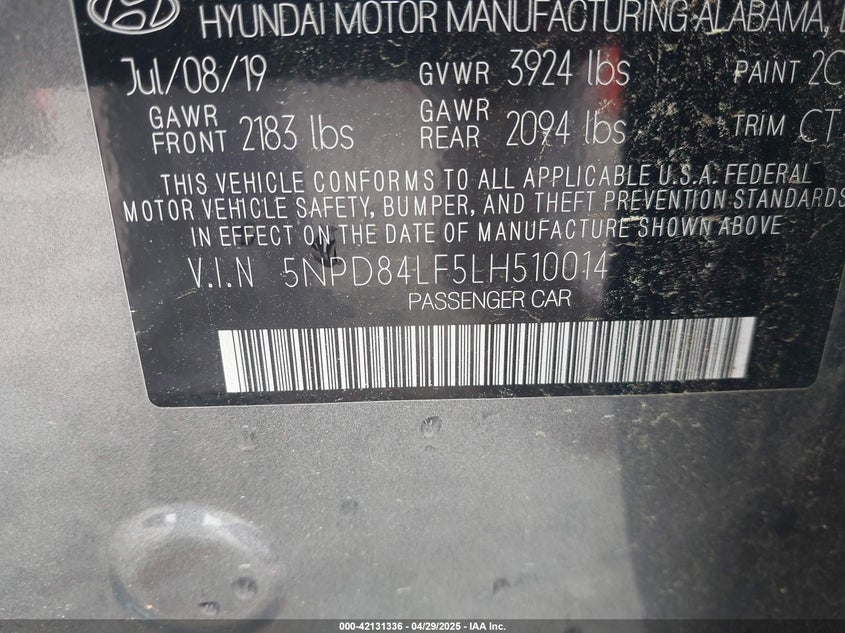 HYUNDAI MOTOR MANUFACTURING ALABAMA,
Jul/08/19 GVWR 3924 lbs PAINT 2C
GAWR FRONT 2183 lbs GAWR REAR 2094 lbs TRIM CT
THIS VEHICLE CONFORMS TO ALL APPLICABLE U.S.A. FEDERAL
MOTOR VEHICLE SAFETY, BUMPER, AND THEFT PREVENTION STANDARDS
IN EFFECT ON THE DATE OF MANUFACTURE SHOWN ABOVE
V.I.N 5NPD84LF5LH510014
PASSENGER CAR
000-42131336 | 04/29/2025 - IAA Inc.